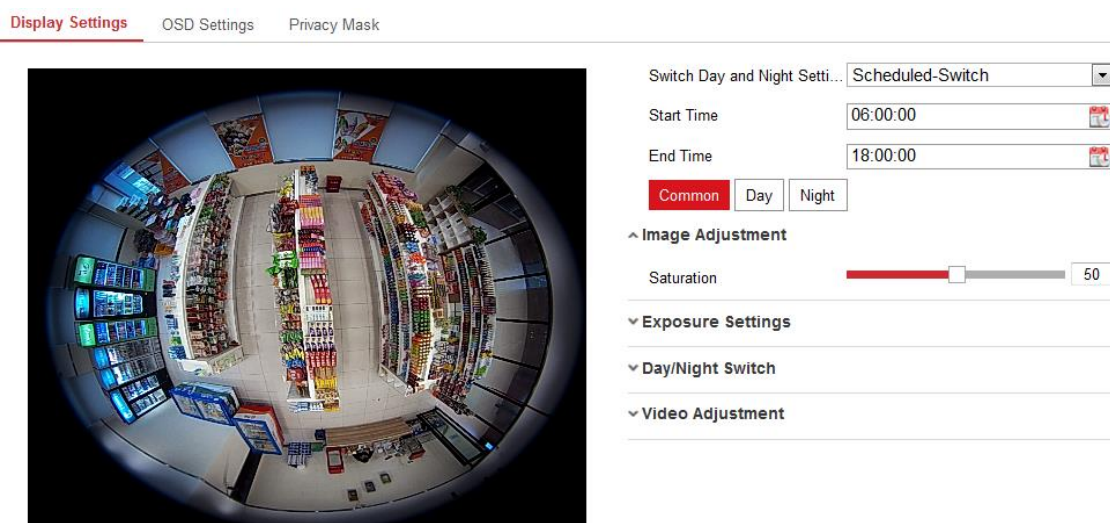 Display Settings OSD Settings Privacy Mask
Switch Day and Night Setti... Scheduled-Switch
Start Time 06:00:00
End Time 18:00:00
Common Day Night
Image Adjustment
Saturation 50
Exposure Settings
Day/Night Switch
Video Adjustment